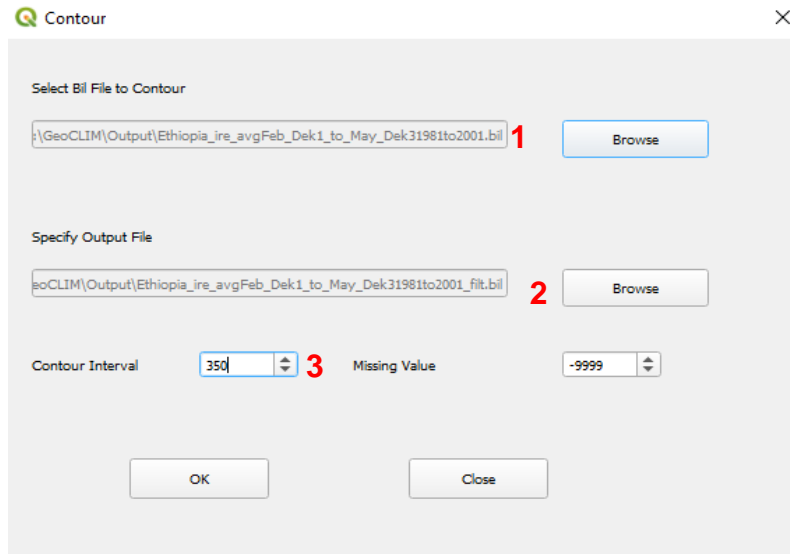 Contour
Select Bil File to Contour
:\GeoCLIM\Output\Ethiopia_ire_avgFeb_Dek1_to_May_Dek31981to2001.bil 1 Browse
Specify Output File
eoCLIM\Output\Ethiopia_ire_avgFeb_Dek1_to_May_Dek31981to2001_filt.bil 2 Browse
Contour Interval 350 3 Missing Value -9999
OK Close